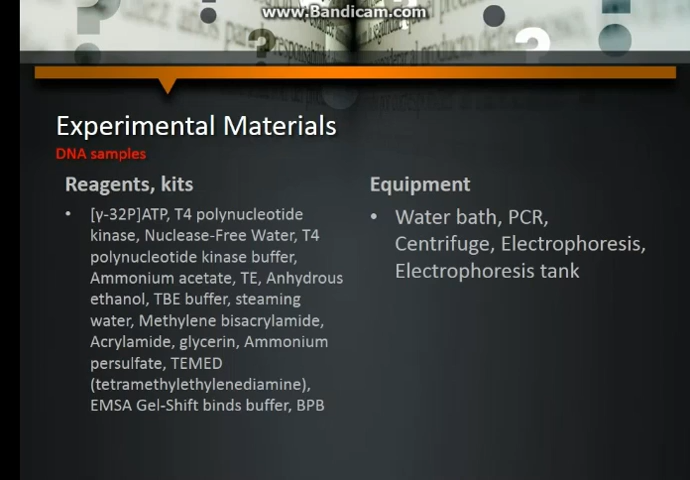 www.Bandicam.com
Experimental Materials
DNA samples
Reagents, kits
• [γ-32P]ATP, T4 polynucleotide
kinase, Nuclease-Free Water, T4
polynucleotide kinase buffer,
Ammonium acetate, TE, Anhydrous
ethanol, TBE buffer, steaming
water, Methylene bisacrylamide,
Acrylamide, glycerin, Ammonium
persulfate, TEMED
(tetramethylethylenediamine),
EMSA Gel-Shift binds buffer, BPB
Equipment
• Water bath, PCR,
Centrifuge, Electrophoresis,
Electrophoresis tank